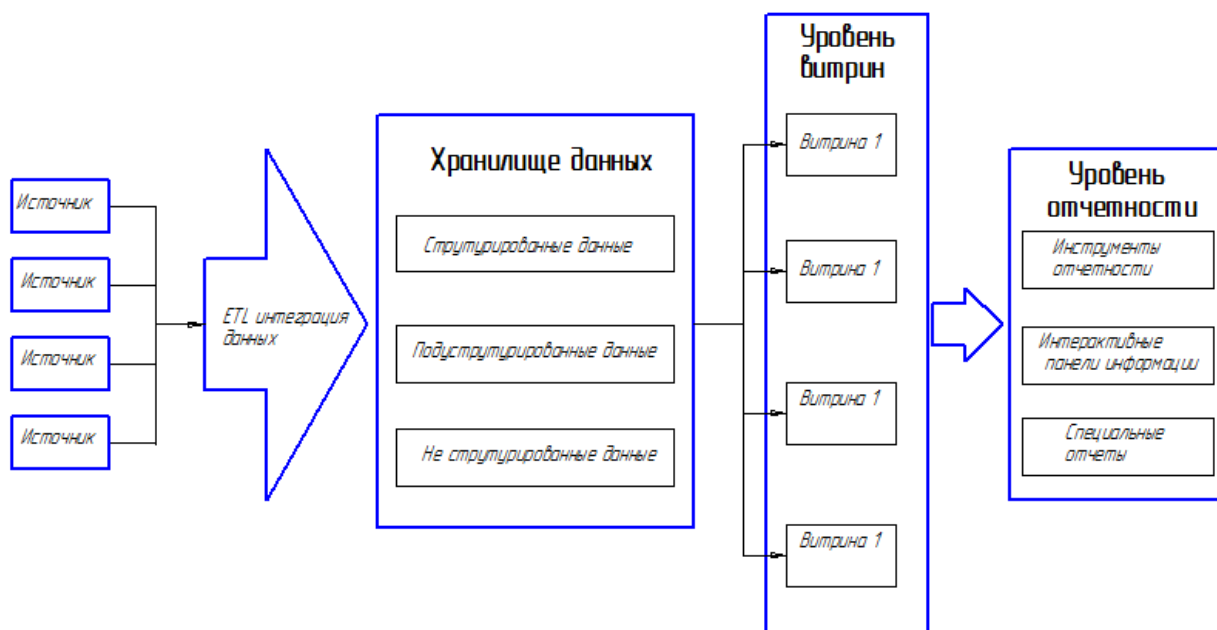 Источник
Источник
Источник
Источник
ETL интеграция
данных
Хранилище данных
Струтурированные данные
Подуструтурированные данные
Не струтурированные данные
Уровень
витрин
Витрина 1
Витрина 1
Витрина 1
Витрина 1
Уровень
отчетности
Инструменты
отчетности
Интерактивные
панели информации
Специальные
отчеты